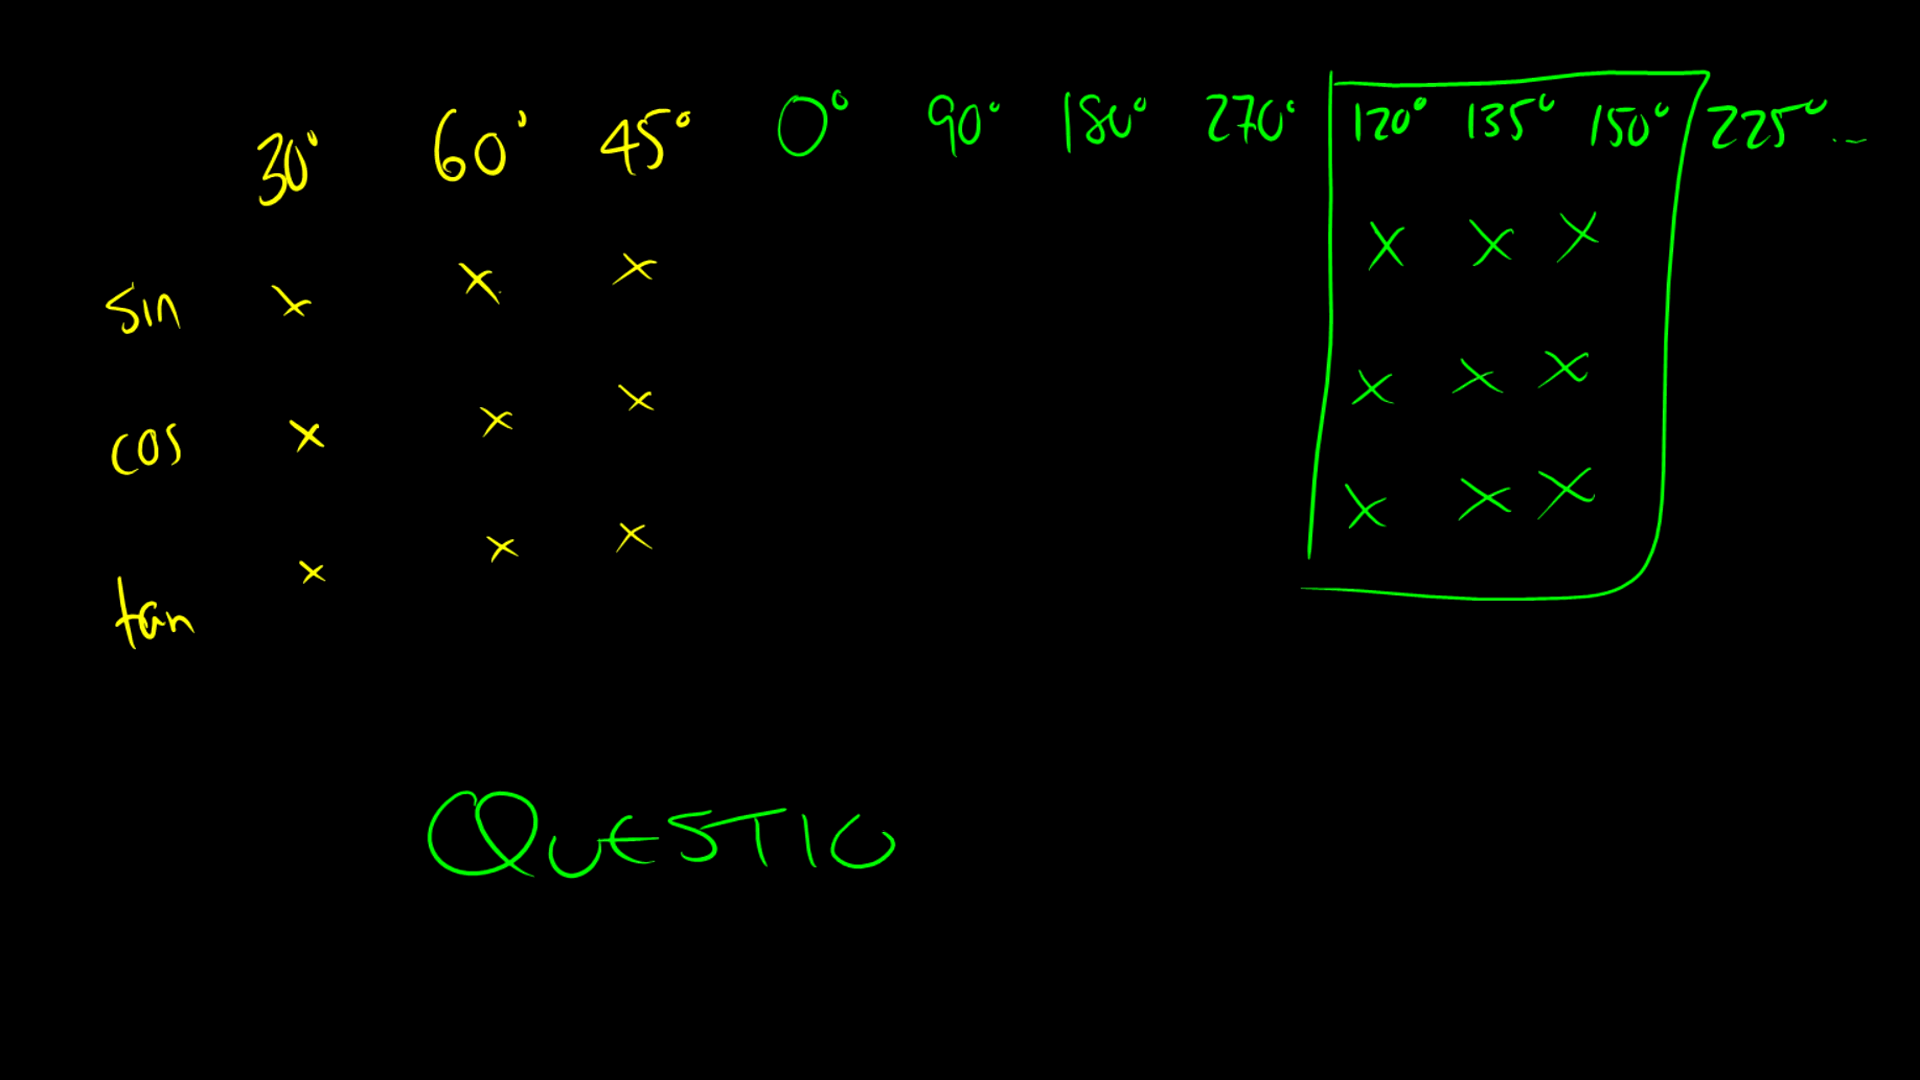 30° 60° 45° 0° 90° 180° 270° 120° 135° 150° 225° ...
sin x x x x x x
cos x x x x x x
tan x x x x x x
QUESTIO